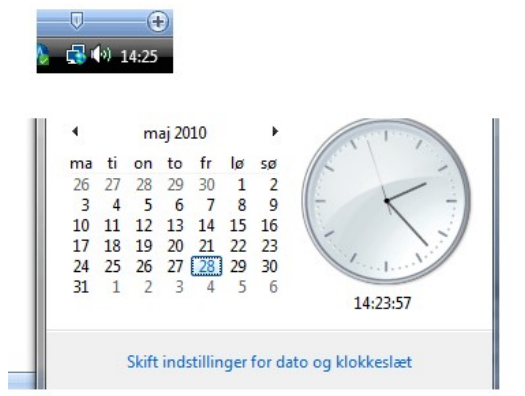 14:25
maj 2010
ma ti on to fr lø sø
26 27 28 29 30 1 2
3 4 5 6 7 8 9
10 11 12 13 14 15 16
17 18 19 20 21 22 23
24 25 26 27 28 29 30
31 1 2 3 4 5 6
14:23:57
Skift indstillinger for dato og klokkeslæt